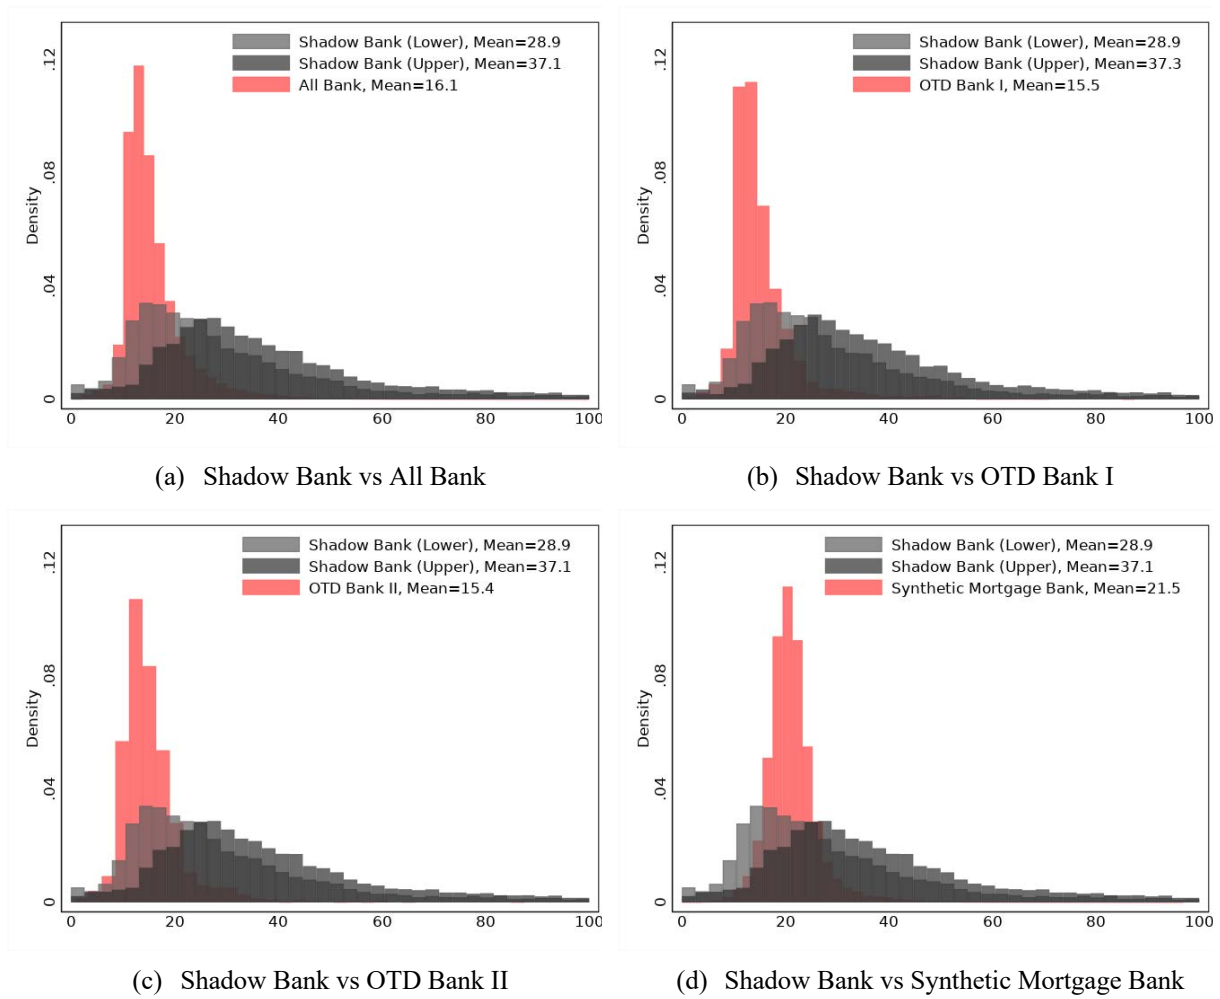 Shadow Bank (Lower), Mean=28.9
Shadow Bank (Upper), Mean=37.1
All Bank, Mean=16.1
Density
0 .04 .08 .12
0 20 40 60 80 100
(a) Shadow Bank vs All Bank
Shadow Bank (Lower), Mean=28.9
Shadow Bank (Upper), Mean=37.3
OTD Bank I, Mean=15.5
Density
0 .04 .08 .12
0 20 40 60 80 100
(b) Shadow Bank vs OTD Bank I
Shadow Bank (Lower), Mean=28.9
Shadow Bank (Upper), Mean=37.1
OTD Bank II, Mean=15.4
Density
0 .04 .08 .12
0 20 40 60 80 100
(c) Shadow Bank vs OTD Bank II
Shadow Bank (Lower), Mean=28.9
Shadow Bank (Upper), Mean=37.1
Synthetic Mortgage Bank, Mean=21.5
Density
0 .04 .08 .12
0 20 40 60 80 100
(d) Shadow Bank vs Synthetic Mortgage Bank